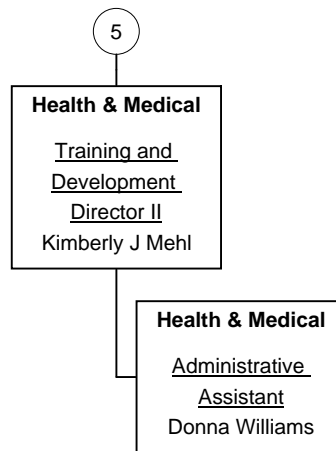 5
Health & Medical
Training and
Development
Director II
Kimberly J Mehl
Health & Medical
Administrative
Assistant
Donna Williams